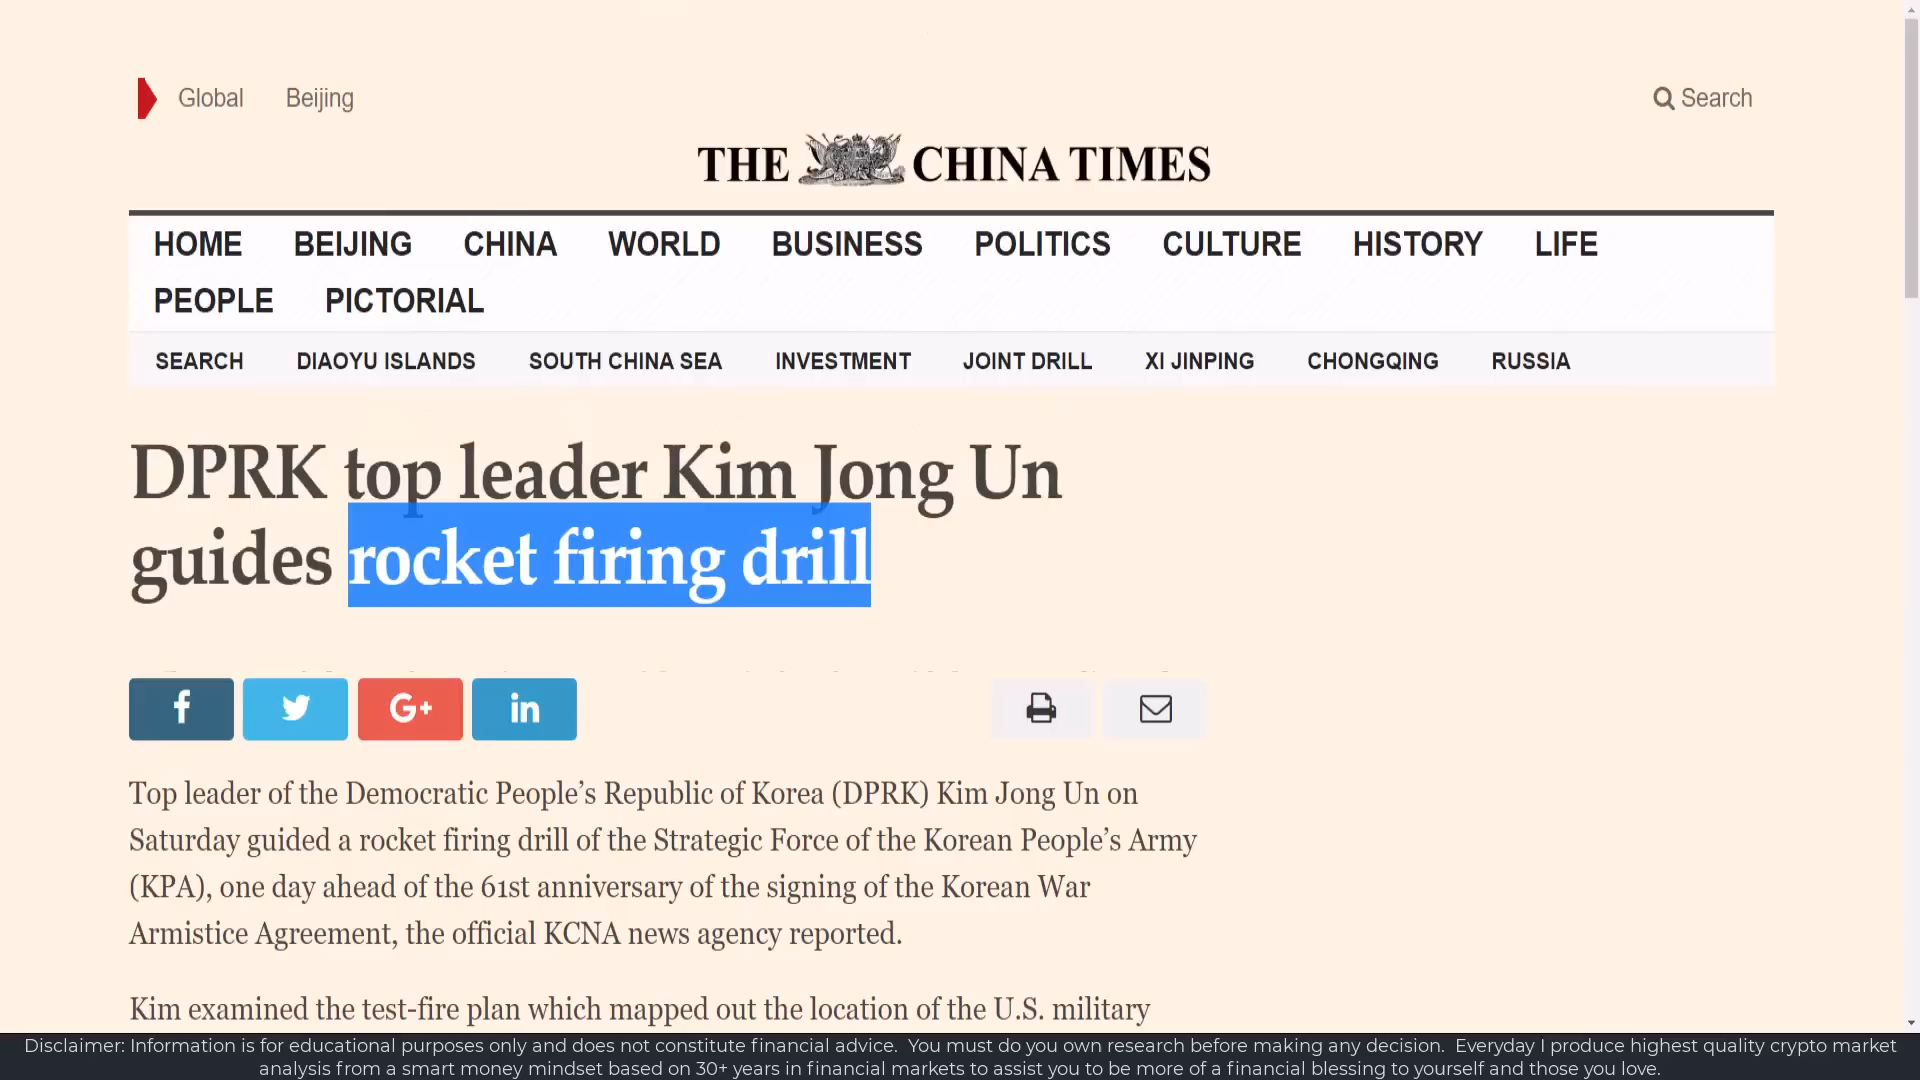 Global Beijing Search
THE CHINA TIMES
HOME BEIJING CHINA WORLD BUSINESS POLITICS CULTURE HISTORY LIFE
PEOPLE PICTORIAL
SEARCH DIAOYU ISLANDS SOUTH CHINA SEA INVESTMENT JOINT DRILL XI JINPING CHONGQING RUSSIA
DPRK top leader Kim Jong Un
guides rocket firing drill
f G+ in
Top leader of the Democratic People’s Republic of Korea (DPRK) Kim Jong Un on
Saturday guided a rocket firing drill of the Strategic Force of the Korean People’s Army
(KPA), one day ahead of the 61st anniversary of the signing of the Korean War
Armistice Agreement, the official KCNA news agency reported.
Kim examined the test-fire plan which mapped out the location of the U.S. military
Disclaimer: Information is for educational purposes only and does not constitute financial advice. You must do you own research before making any decision. Everyday I produce highest quality crypto market
analysis from a smart money mindset based on 30+ years in financial markets to assist you to be more of a financial blessing to yourself and those you love.